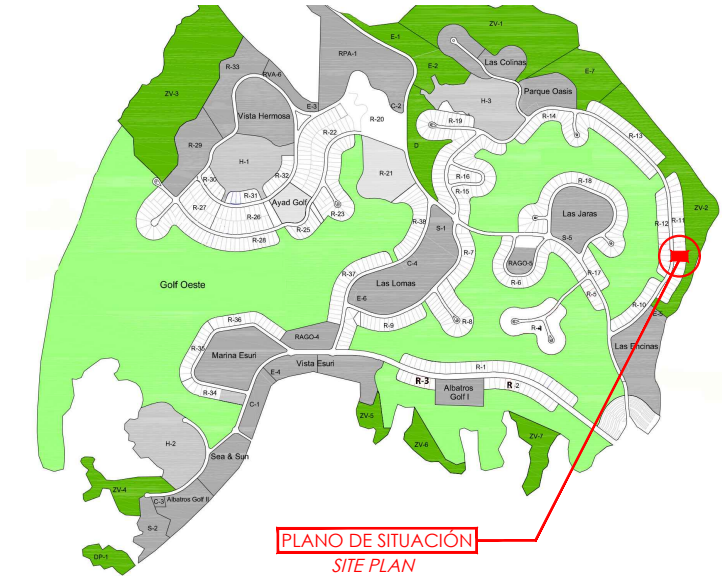 RPA-1
E-1
ZV-1
E-2
Las Colinas
E-7
R-33
RVA-6
ZV-3
E-3
C-2
H-3
Parque Oasis
Vista Hermosa
R-20
R-22
R-19
R-14
R-13
R-29
D
H-1
R-32
R-21
R-16
R-15
R-30
R-31
Ayad Golf
R-18
ZV-2
R-27
R-26
R-23
R-25
R-28
R-38
S-1
Las Jaras
S-5
R-12
R-11
R-7
C-4
RAGO-5
R-6
R-17
R-5
R-37
Las Lomas
Golf Oeste
E-6
R-9
R-8
R-4
R-10
E-5
R-36
RAGO-4
R-35
Marina Esuri
Vista Esuri
Las Encinas
E-4
R-1
R-3
Albatros
Golf I
R-2
R-34
C-1
ZV-5
ZV-6
ZV-7
H-2
Sea & Sun
ZV-4
C-3
Albatros Golf II
S-2
DP-1
PLANO DE SITUACIÓN
SITE PLAN